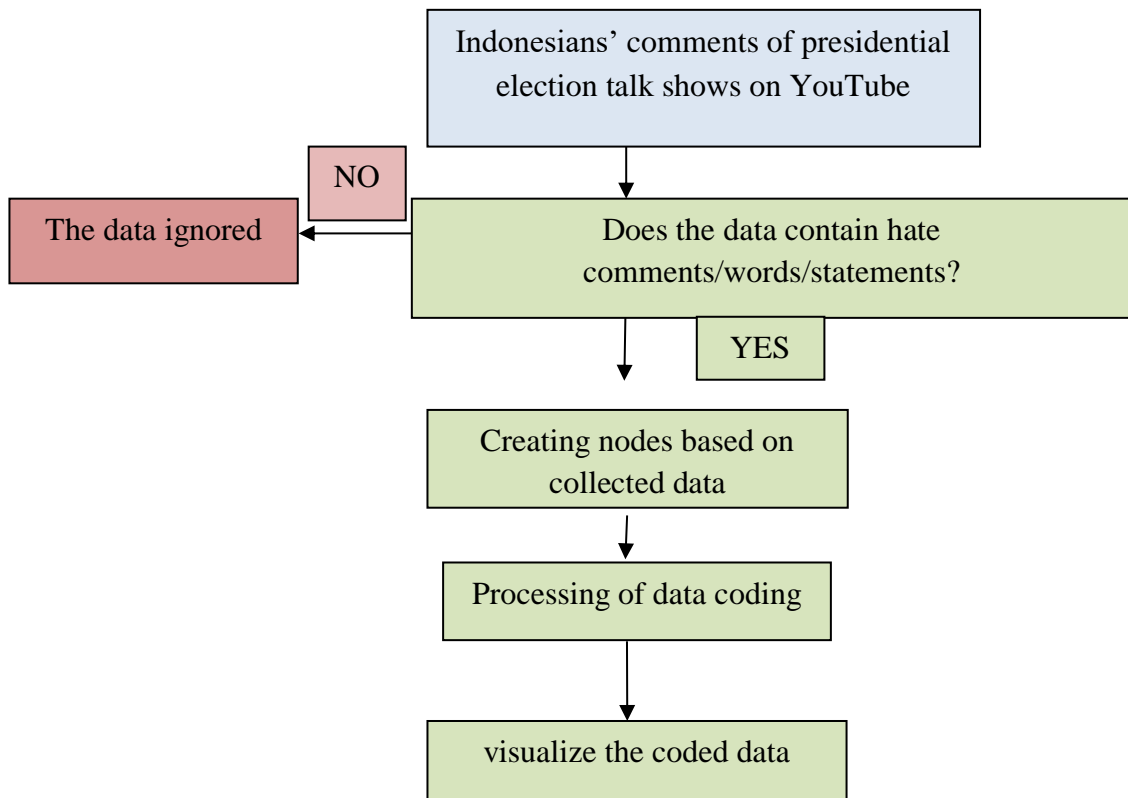 Indonesians’ comments of presidential
election talk shows on YouTube
NO
The data ignored
Does the data contain hate
comments/words/statements?
YES
Creating nodes based on
collected data
Processing of data coding
visualize the coded data